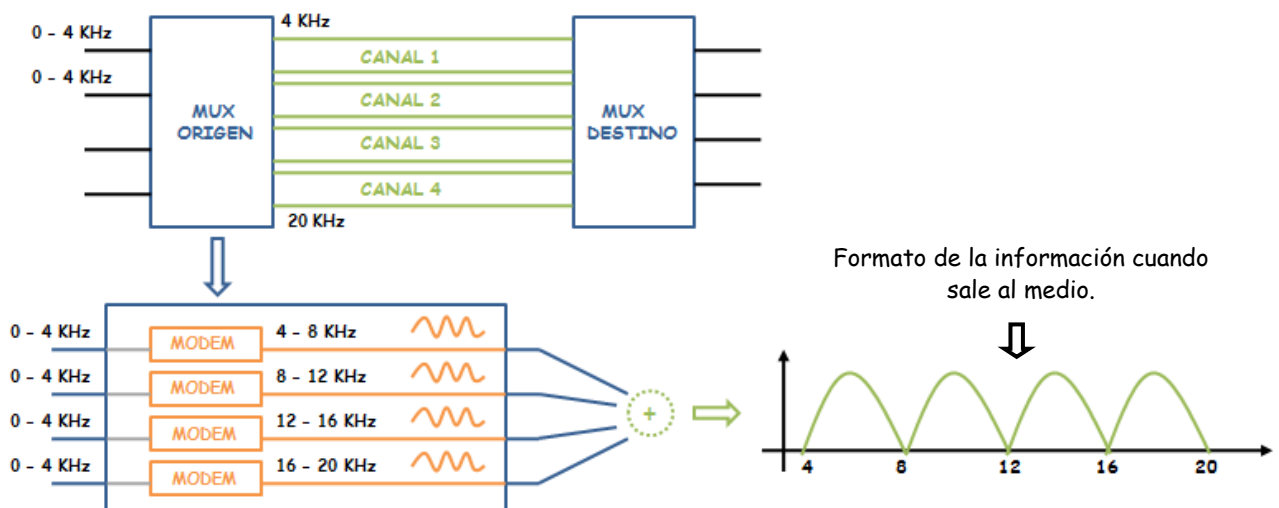 4 KHz
0 - 4 KHz
CANAL 1
0 - 4 KHz
CANAL 2
MUX
ORIGEN
MUX
DESTINO
CANAL 3
CANAL 4
20 KHz
Formato de la información cuando
sale al medio.
0 - 4 KHz
MODEM
4 - 8 KHz
0 - 4 KHz
MODEM
8 - 12 KHz
0 - 4 KHz
MODEM
12 - 16 KHz
0 - 4 KHz
MODEM
16 - 20 KHz
+
4 8 12 16 20